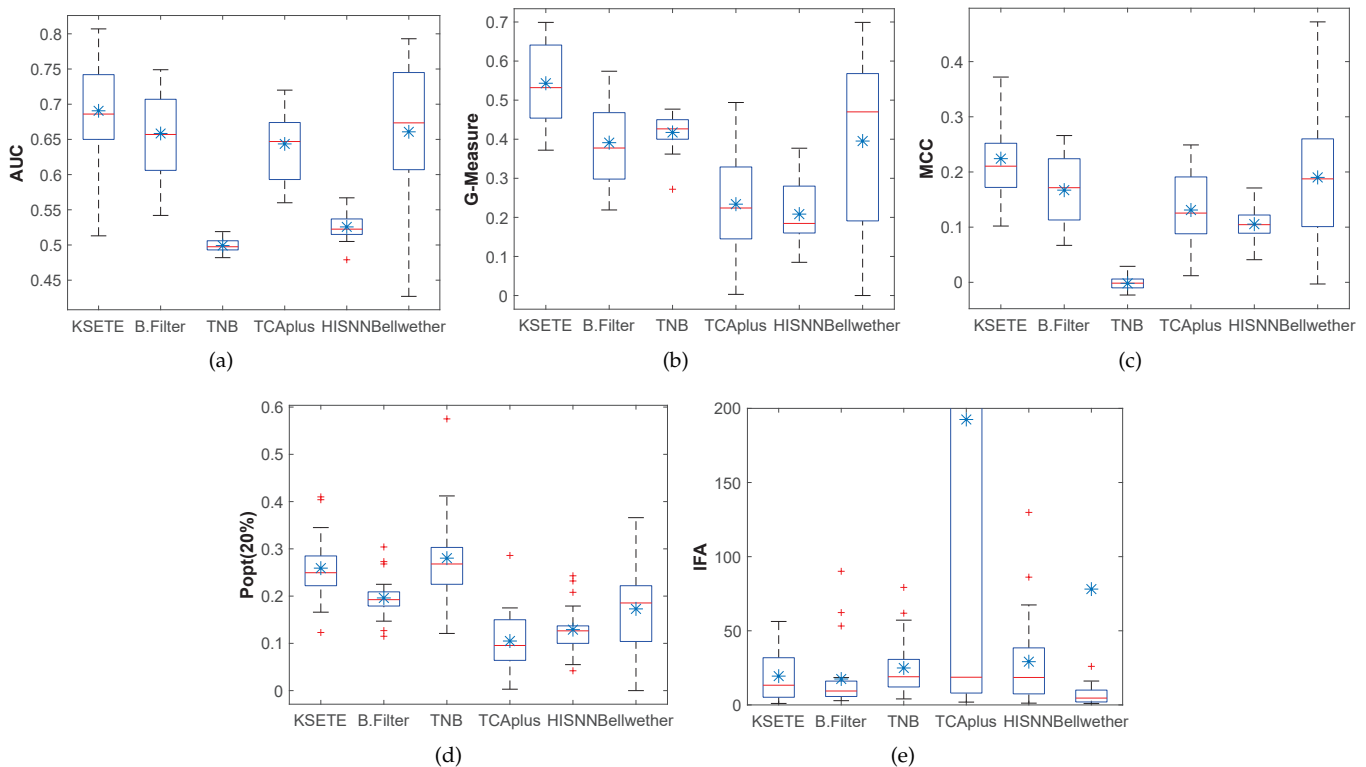 AUC
0.8
0.75
0.7
0.65
0.6
0.55
0.5
0.45
KSETE B.Filter TNB TCAplus HISNNBellwether
(a)
G-Measure
0.7
0.6
0.5
0.4
0.3
0.2
0.1
0
KSETE B.Filter TNB TCAplus HISNNBellwether
(b)
MCC
0.4
0.3
0.2
0.1
0
KSETE B.Filter TNB TCAplus HISNNBellwether
(c)
Popt(20%)
0.6
0.5
0.4
0.3
0.2
0.1
0
KSETE B.Filter TNB TCAplus HISNNBellwether
(d)
IFA
200
150
100
50
0
KSETE B.Filter TNB TCAplus HISNNBellwether
(e)